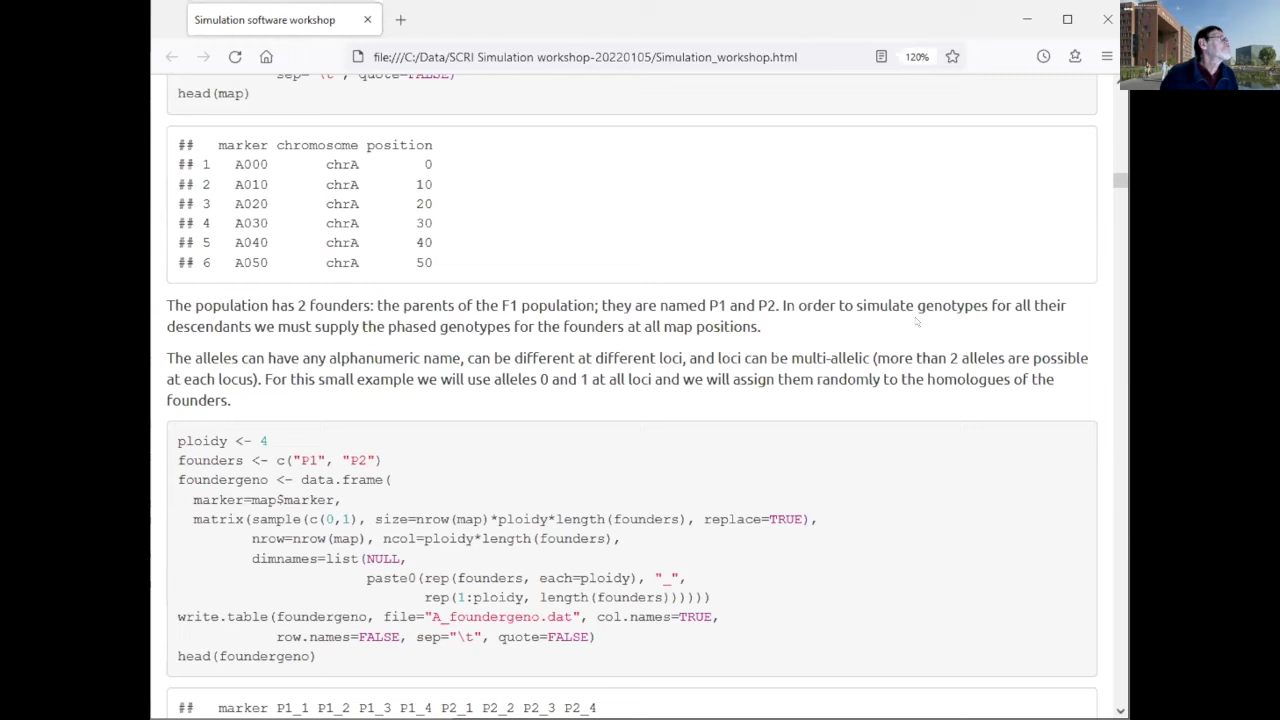 Simulation software workshop
file:///C:/Data/SCRI Simulation workshop-20220105/Simulation_workshop.html
120%
sep="\t", quote=FALSE)
head(map)
##   marker chromosome position
## 1   A000       chrA        0
## 2   A010       chrA       10
## 3   A020       chrA       20
## 4   A030       chrA       30
## 5   A040       chrA       40
## 6   A050       chrA       50
The population has 2 founders: the parents of the F1 population; they are named P1 and P2. In order to simulate genotypes for all their
descendants we must supply the phased genotypes for the founders at all map positions.
The alleles can have any alphanumeric name, can be different at different loci, and loci can be multi-allelic (more than 2 alleles are possible
at each locus). For this small example we will use alleles 0 and 1 at all loci and we will assign them randomly to the homologues of the
founders.
ploidy <- 4
founders <- c("P1", "P2")
foundergeno <- data.frame(
  marker=map$marker,
  matrix(sample(c(0,1), size=nrow(map)*ploidy*length(founders), replace=TRUE),
         nrow=nrow(map), ncol=ploidy*length(founders),
         dimnames=list(NULL,
                       paste0(rep(founders, each=ploidy), "_",
                              rep(1:ploidy, length(founders))))))
write.table(foundergeno, file="A_foundergeno.dat", col.names=TRUE,
            row.names=FALSE, sep="\t", quote=FALSE)
head(foundergeno)
##   marker P1_1 P1_2 P1_3 P1_4 P2_1 P2_2 P2_3 P2_4